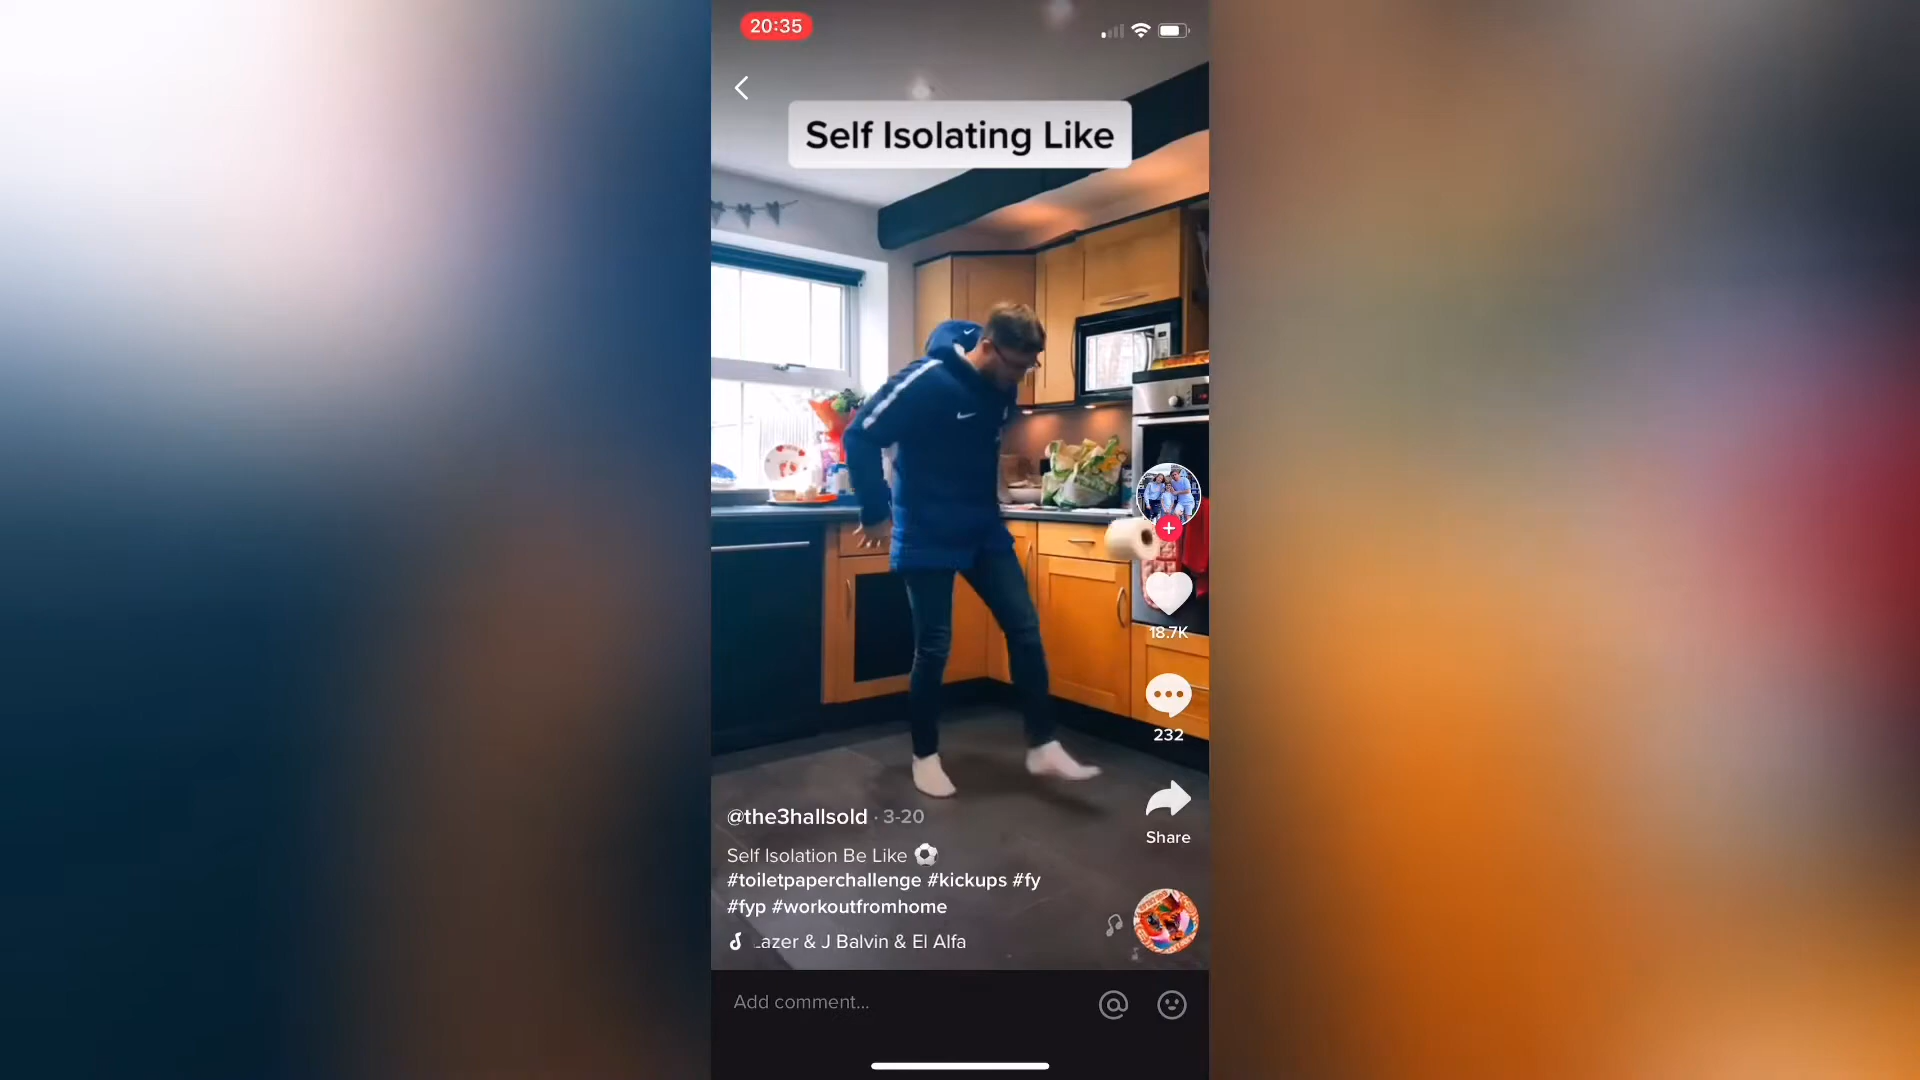 20:35
Self Isolating Like
18.7K
232
Share
@the3hallsold · 3-20
Self Isolation Be Like ⚽
#toiletpaperchallenge #kickups #fy
#fyp #workoutfromhome
azer & J Balvin & El Alfa
Add comment...